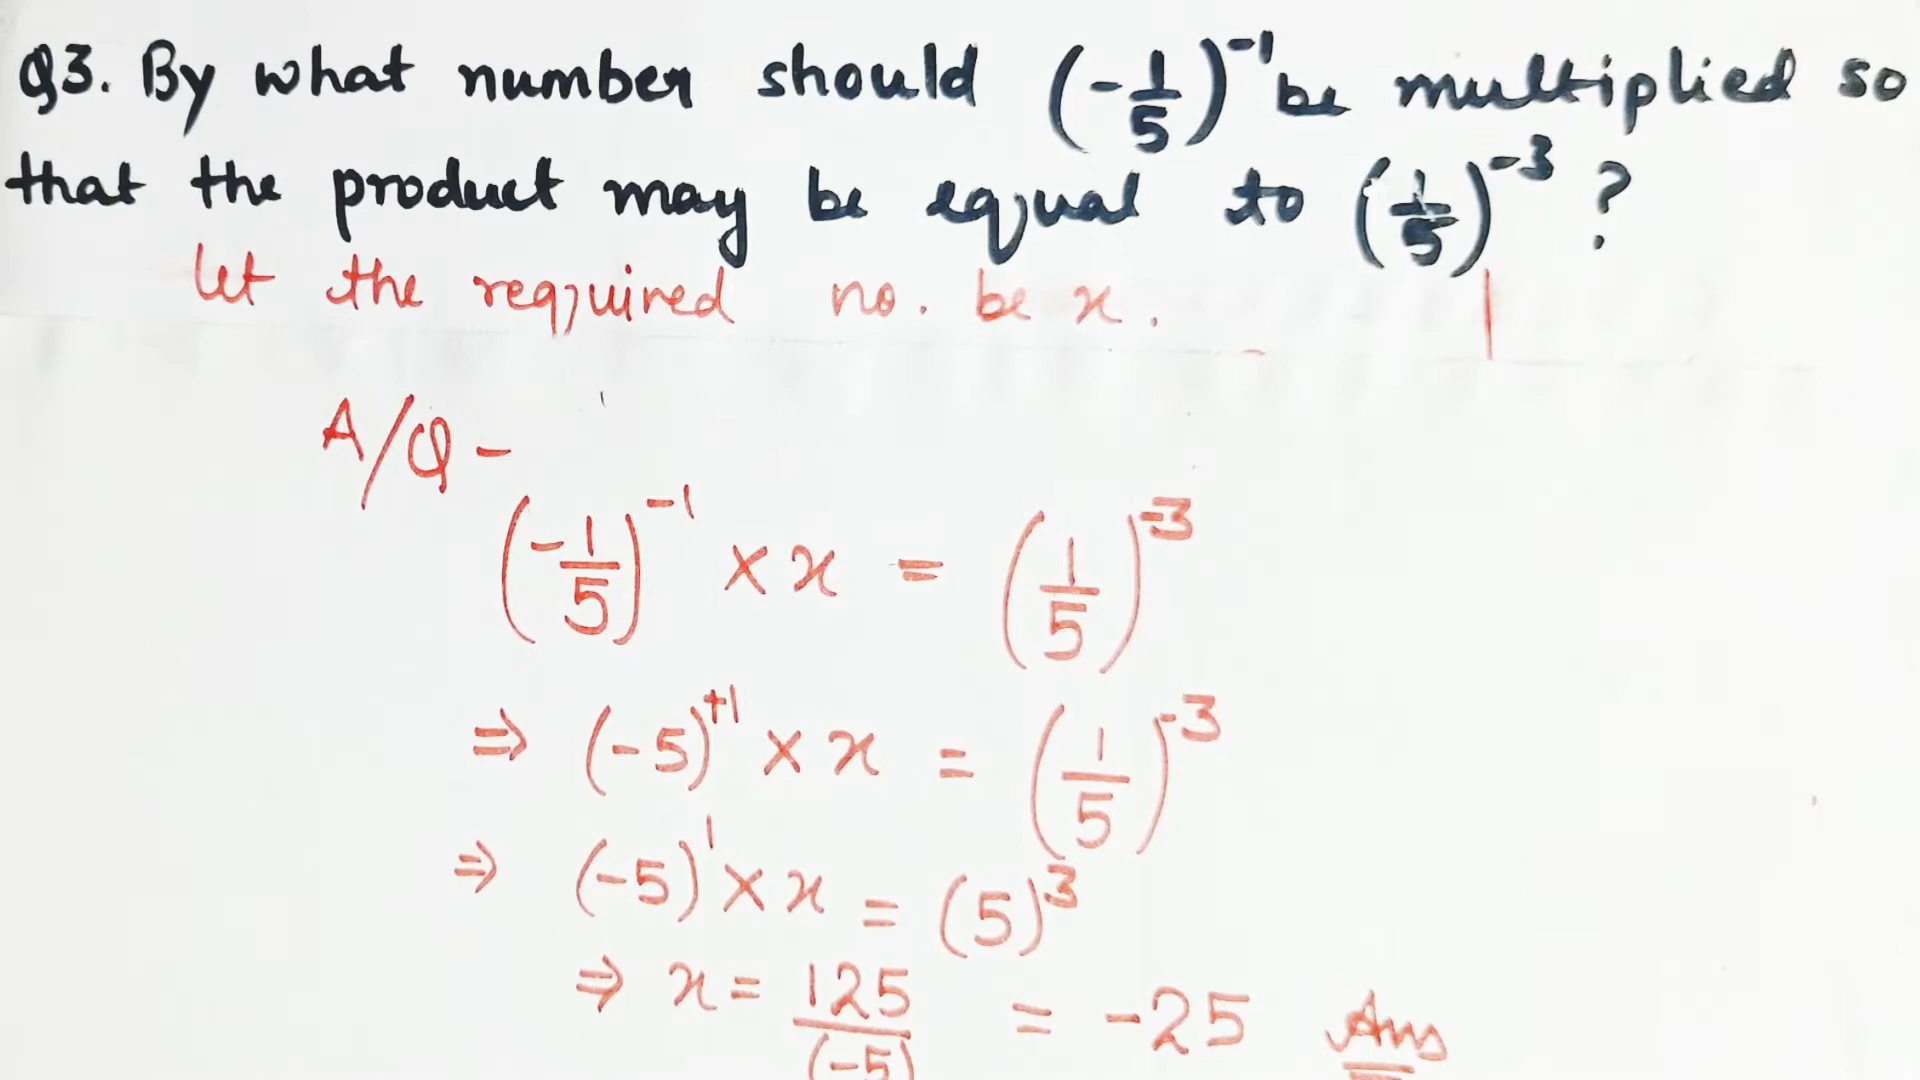 Q3. By what number should (-1/5)^-1 be multiplied so
that the product may be equal to (1/5)^-3 ?
let the required no. be x.
A/Q -
(-1/5)^-1 × x = (1/5)^-3
⇒ (-5)^+1 × x = (1/5)^-3
⇒ (-5)^1 × x = (5)^3
⇒ x = 125/(-5) = -25 Ans